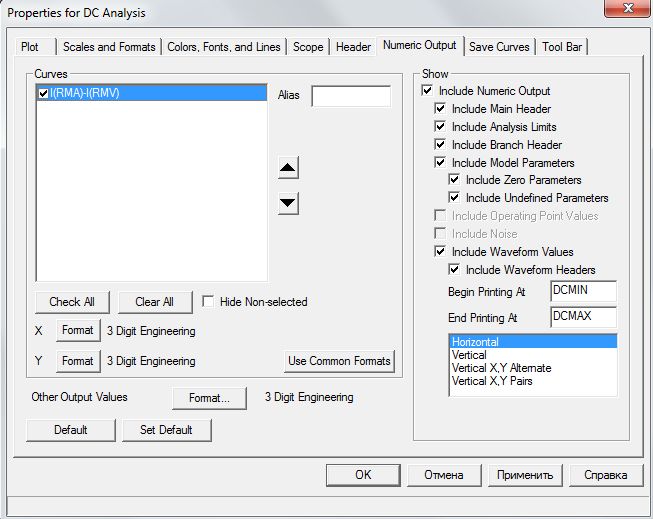 Properties for DC Analysis
Plot
Scales and Formats
Colors, Fonts, and Lines
Scope
Header
Numeric Output
Save Curves
Tool Bar
Curves
I(RMA)-I(RMV)
Alias
Check All
Clear All
Hide Non-selected
X
Format
3 Digit Engineering
Y
Format
3 Digit Engineering
Use Common Formats
Other Output Values
Format...
3 Digit Engineering
Default
Set Default
Show
Include Numeric Output
Include Main Header
Include Analysis Limits
Include Branch Header
Include Model Parameters
Include Zero Parameters
Include Undefined Parameters
Include Operating Point Values
Include Noise
Include Waveform Values
Include Waveform Headers
Begin Printing At
DCMIN
End Printing At
DCMAX
Horizontal
Vertical
Vertical X,Y Alternate
Vertical X,Y Pairs
OK
Отмена
Применить
Справка